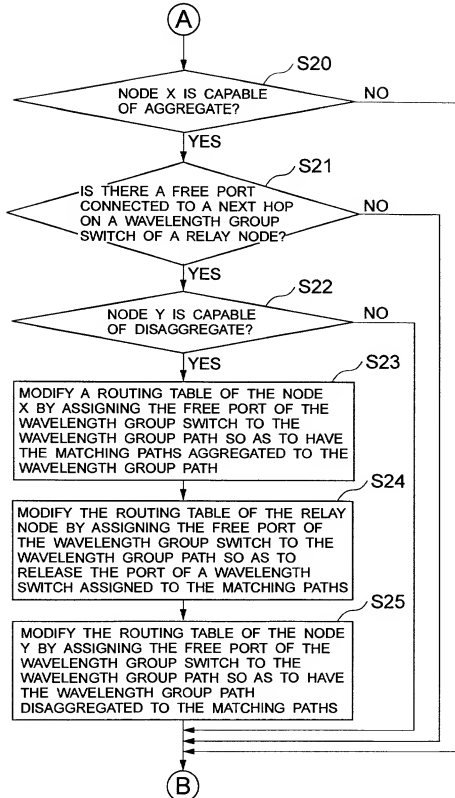 A
S20
NODE X IS CAPABLE
OF AGGREGATE?
NO
YES
S21
IS THERE A FREE PORT
CONNECTED TO A NEXT HOP
ON A WAVELENGTH GROUP
SWITCH OF A RELAY NODE?
NO
YES
S22
NODE Y IS CAPABLE
OF DISAGGREGATE?
NO
YES
S23
MODIFY A ROUTING TABLE OF THE NODE
X BY ASSIGNING THE FREE PORT OF THE
WAVELENGTH GROUP SWITCH TO THE
WAVELENGTH GROUP PATH SO AS TO HAVE
THE MATCHING PATHS AGGREGATED TO THE
WAVELENGTH GROUP PATH
S24
MODIFY THE ROUTING TABLE OF THE RELAY
NODE BY ASSIGNING THE FREE PORT OF
THE WAVELENGTH GROUP SWITCH TO THE
WAVELENGTH GROUP PATH SO AS TO
RELEASE THE PORT OF A WAVELENGTH
SWITCH ASSIGNED TO THE MATCHING PATHS
S25
MODIFY THE ROUTING TABLE OF THE NODE
Y BY ASSIGNING THE FREE PORT OF THE
WAVELENGTH GROUP SWITCH TO THE
WAVELENGTH GROUP PATH SO AS TO HAVE
THE WAVELENGTH GROUP PATH
DISAGGREGATED TO THE MATCHING PATHS
B